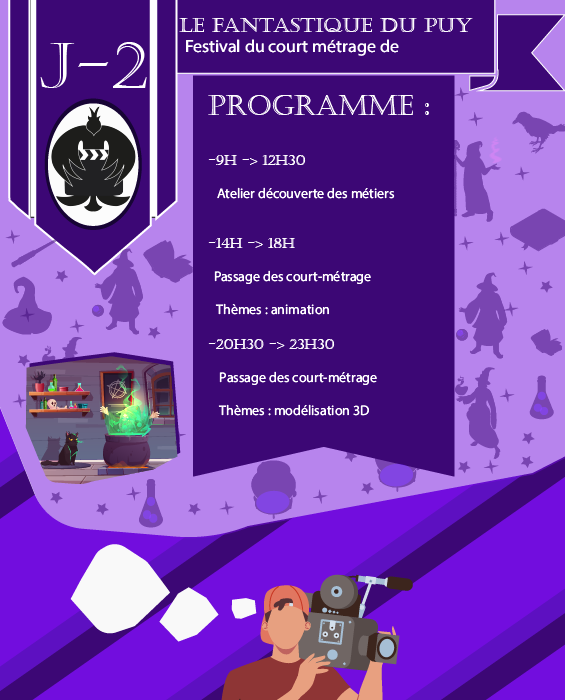 LE FANTASTIQUE DU PUY
Festival du court métrage de
J-2
PROGRAMME :
-9H -> 12H30
Atelier découverte des métiers
-14H -> 18H
Passage des court-métrage
Thèmes : animation
-20H30 -> 23H30
Passage des court-métrage
Thèmes : modélisation 3D